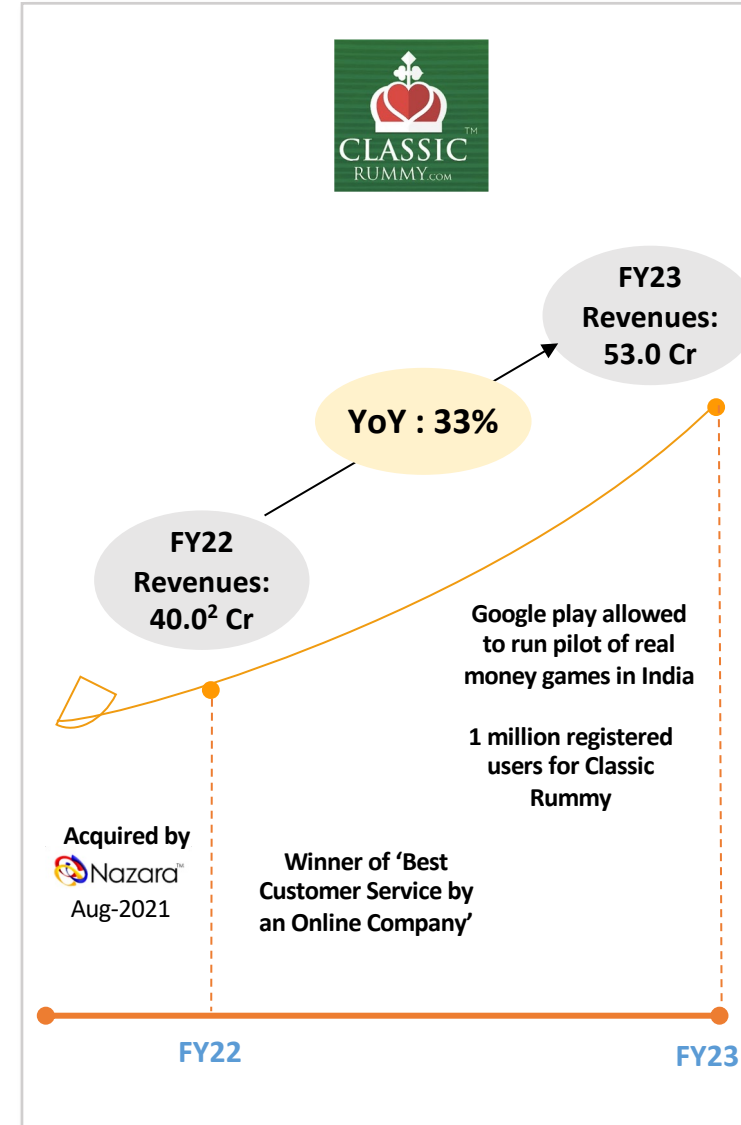 CLASSIC™
RUMMY.COM
FY23
Revenues:
53.0 Cr
YoY : 33%
FY22
Revenues:
40.0² Cr
Google play allowed
to run pilot of real
money games in India
1 million registered
users for Classic
Rummy
Acquired by
Nazara™
Aug-2021
Winner of ‘Best
Customer Service by
an Online Company’
FY22
FY23